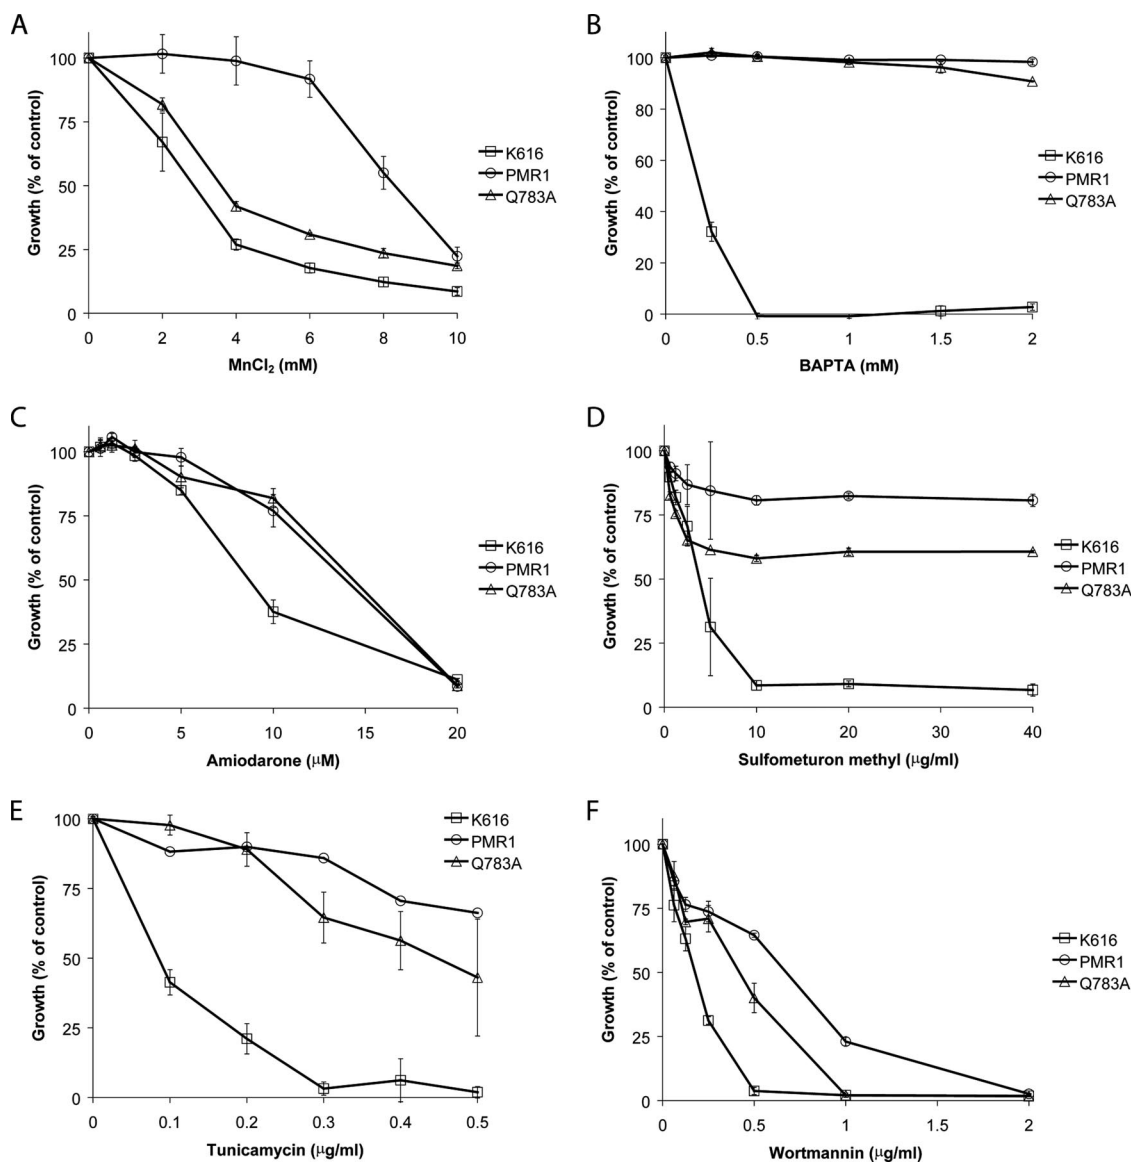 A
100
75
50
25
0
Growth (% of control)
0 2 4 6 8 10
MnCl₂ (mM)
K616
PMR1
Q783A
B
100
80
60
40
20
0
Growth (% of control)
0 0.5 1 1.5 2
BAPTA (mM)
K616
PMR1
Q783A
C
100
75
50
25
0
Growth (% of control)
0 5 10 15 20
Amiodarone (μM)
K616
PMR1
Q783A
D
100
75
50
25
0
Growth (% of control)
0 10 20 30 40
Sulfometuron methyl (μg/ml)
K616
PMR1
Q783A
E
100
75
50
25
0
Growth (% of control)
0 0.1 0.2 0.3 0.4 0.5
Tunicamycin (μg/ml)
K616
PMR1
Q783A
F
100
75
50
25
0
Growth (% of control)
0 0.5 1 1.5 2
Wortmannin (μg/ml)
K616
PMR1
Q783A